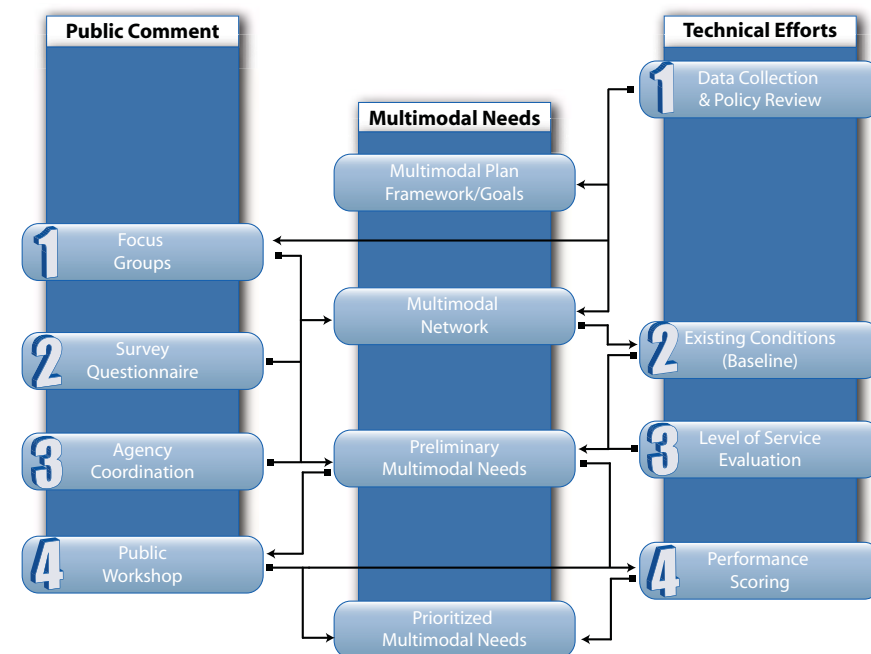 Public Comment
1
Focus
Groups
2
Survey
Questionnaire
3
Agency
Coordination
4
Public
Workshop
Multimodal Needs
Multimodal Plan
Framework/Goals
Multimodal
Network
Preliminary
Multimodal Needs
Prioritized
Multimodal Needs
Technical Efforts
1
Data Collection
& Policy Review
2
Existing Conditions
(Baseline)
3
Level of Service
Evaluation
4
Performance
Scoring